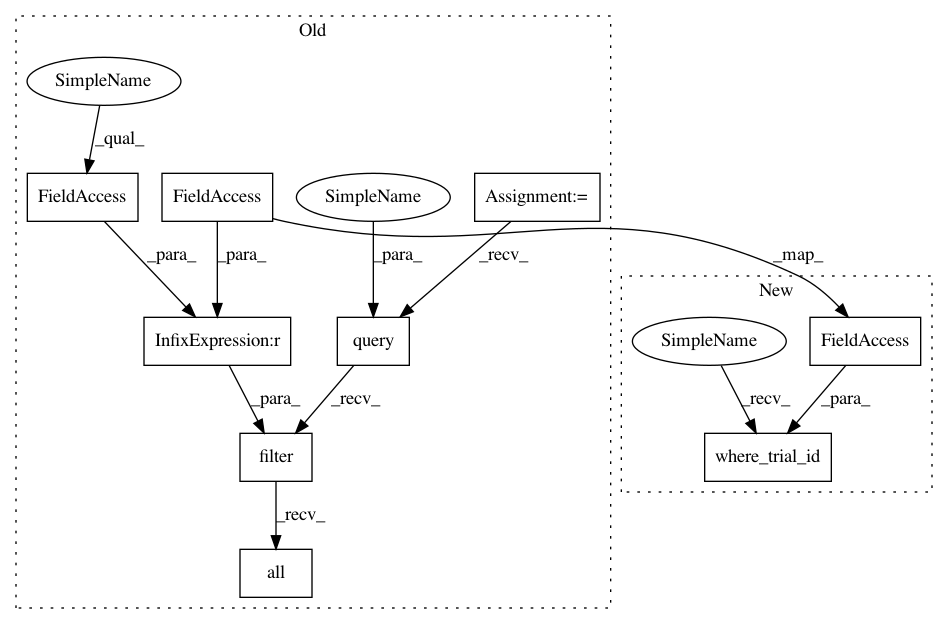 Old
SimpleName
_qual_
FieldAccess
FieldAccess
SimpleName
Assignment:=
_para_
_para_
_para_
_recv_
_map_
New
InfixExpression:r
query
SimpleName
FieldAccess
_para_
_recv_
_recv_
_para_
filter
where_trial_id
_recv_
all